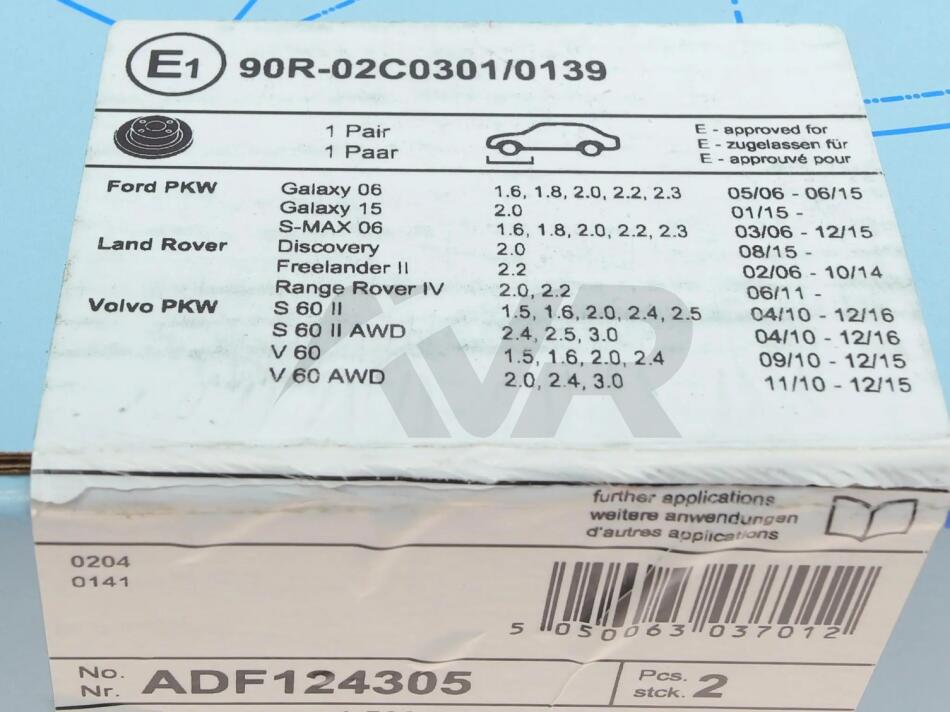 E1 90R-02C0301/0139
1 Pair
1 Paar
E - approved for
E - zugelassen für
E - approuvé pour
Ford PKW Galaxy 06 1.6, 1.8, 2.0, 2.2, 2.3 05/06 - 06/15
Galaxy 15 2.0 01/15 -
S-MAX 06 1.6, 1.8, 2.0, 2.2, 2.3 03/06 - 12/15
Land Rover Discovery 2.0 08/15 -
Freelander II 2.2 02/06 - 10/14
Range Rover IV 2.0, 2.2 06/11 -
Volvo PKW S 60 II 1.5, 1.6, 2.0, 2.4, 2.5 04/10 - 12/16
S 60 II AWD 2.4, 2.5, 3.0 04/10 - 12/16
V 60 1.5, 1.6, 2.0, 2.4 09/10 - 12/15
V 60 AWD 2.0, 2.4, 3.0 11/10 - 12/15
further applications
weitere anwendungen
d'autres applications
0204
0141
5 050063 037012
No.
Nr. ADF124305
Pcs.
stck. 2